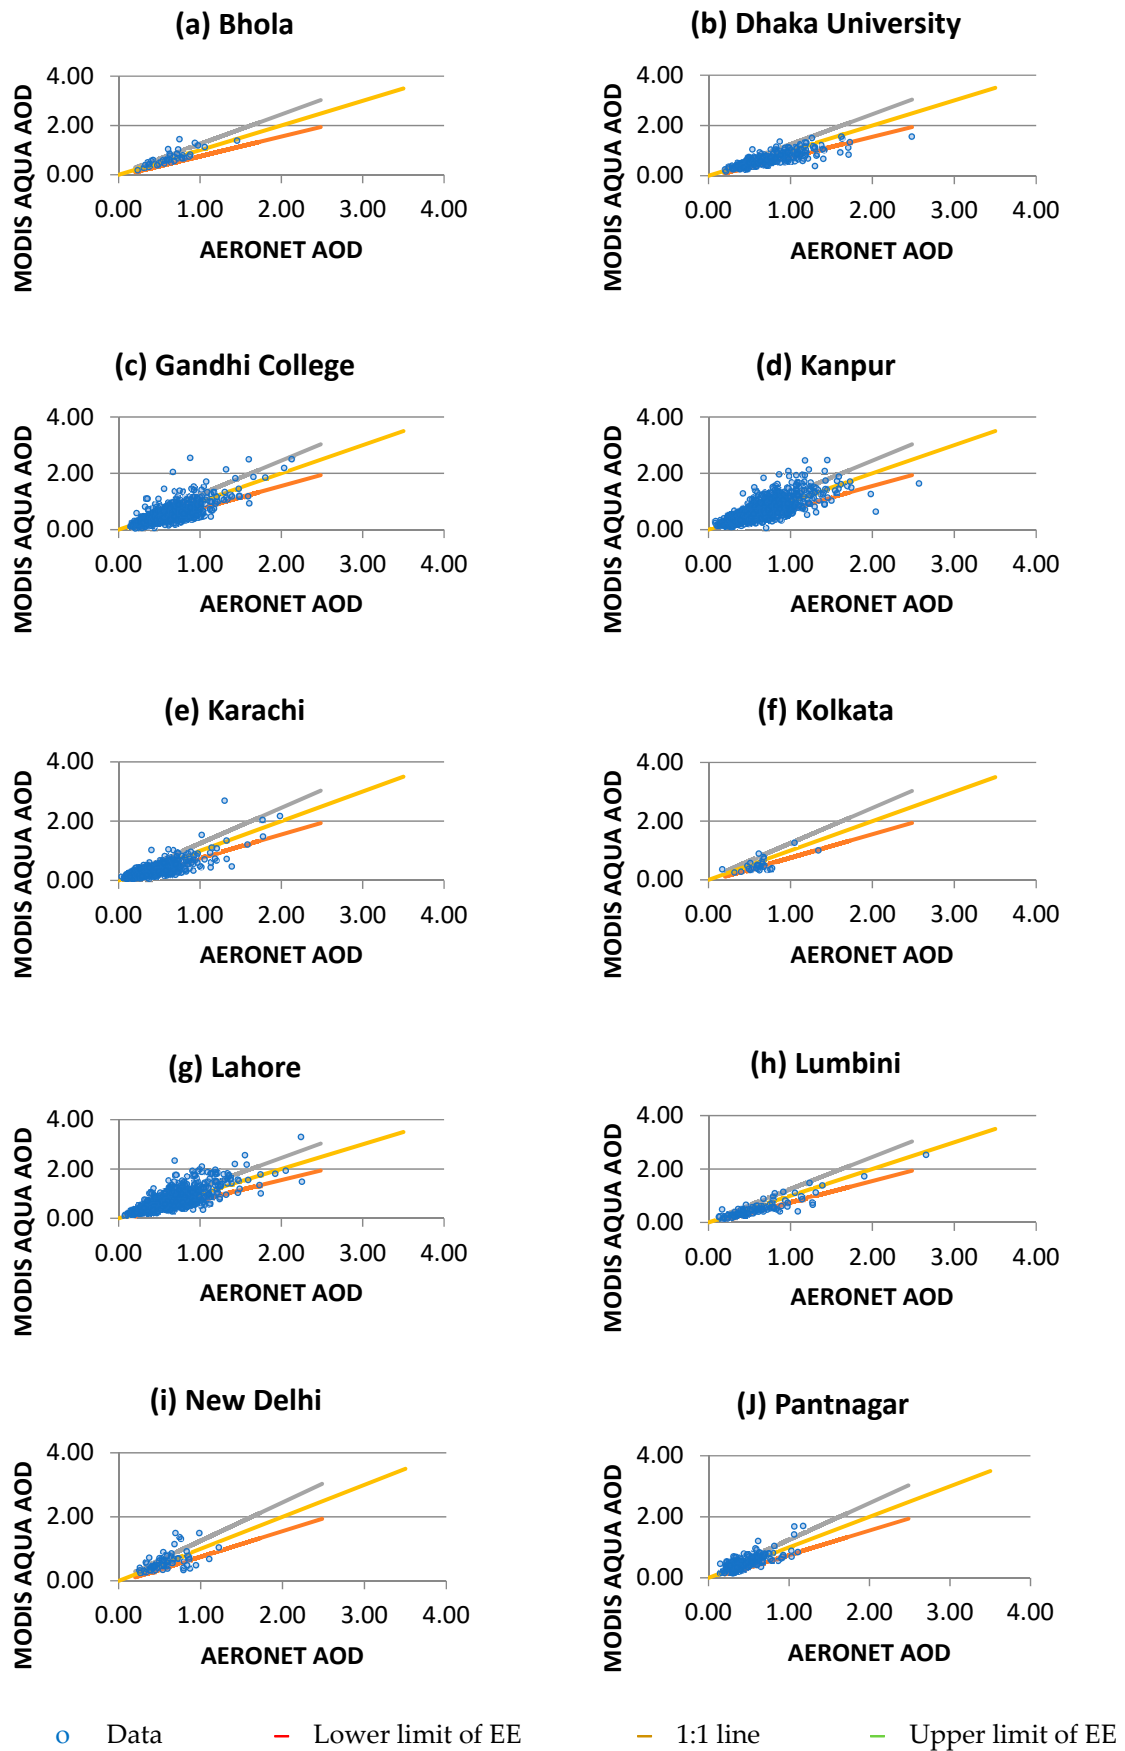 (a) Bhola
MODIS AQUA AOD
4.00
2.00
0.00
0.00 1.00 2.00 3.00 4.00
AERONET AOD
(b) Dhaka University
MODIS AQUA AOD
4.00
2.00
0.00
0.00 1.00 2.00 3.00 4.00
AERONET AOD
(c) Gandhi College
MODIS AQUA AOD
4.00
2.00
0.00
0.00 1.00 2.00 3.00 4.00
AERONET AOD
(d) Kanpur
MODIS AQUA AOD
4.00
2.00
0.00
0.00 1.00 2.00 3.00 4.00
AERONET AOD
(e) Karachi
MODIS AQUA AOD
4.00
2.00
0.00
0.00 1.00 2.00 3.00 4.00
AERONET AOD
(f) Kolkata
MODIS AQUA AOD
4.00
2.00
0.00
0.00 1.00 2.00 3.00 4.00
AERONET AOD
(g) Lahore
MODIS AQUA AOD
4.00
2.00
0.00
0.00 1.00 2.00 3.00 4.00
AERONET AOD
(h) Lumbini
MODIS AQUA AOD
4.00
2.00
0.00
0.00 1.00 2.00 3.00 4.00
AERONET AOD
(i) New Delhi
MODIS AQUA AOD
4.00
2.00
0.00
0.00 1.00 2.00 3.00 4.00
AERONET AOD
(J) Pantnagar
MODIS AQUA AOD
4.00
2.00
0.00
0.00 1.00 2.00 3.00 4.00
AERONET AOD
o Data – Lower limit of EE – 1:1 line – Upper limit of EE